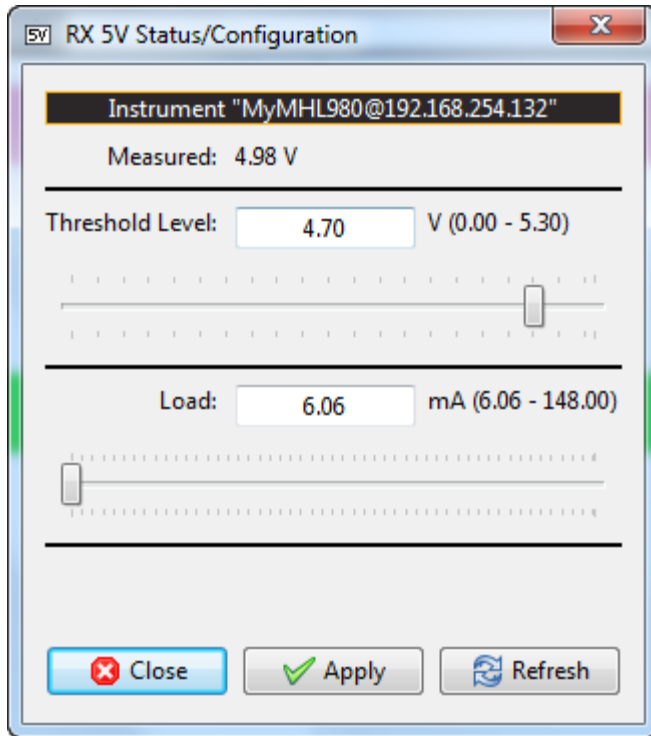 5V RX 5V Status/Configuration
Instrument "MyMHL980@192.168.254.132"
Measured: 4.98 V
Threshold Level: 4.70 V (0.00 - 5.30)
Load: 6.06 mA (6.06 - 148.00)
Close Apply Refresh